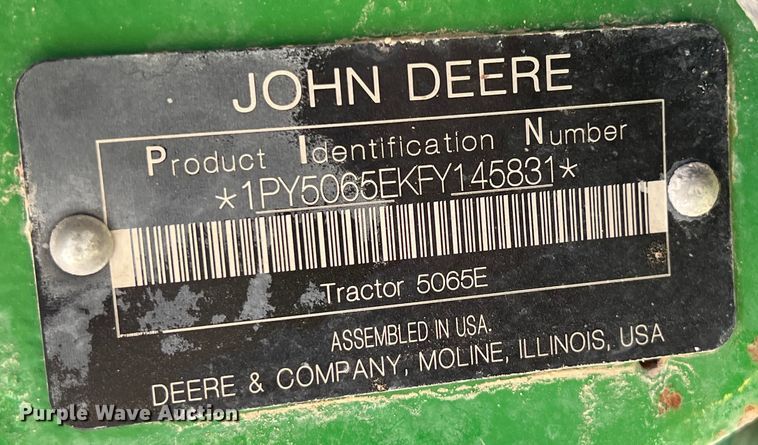 JOHN DEERE
Product Identification Number
*1PY5065EKFY145831*
Tractor 5065E
ASSEMBLED IN USA.
DEERE & COMPANY, MOLINE, ILLINOIS, USA
Purple Wave Auction